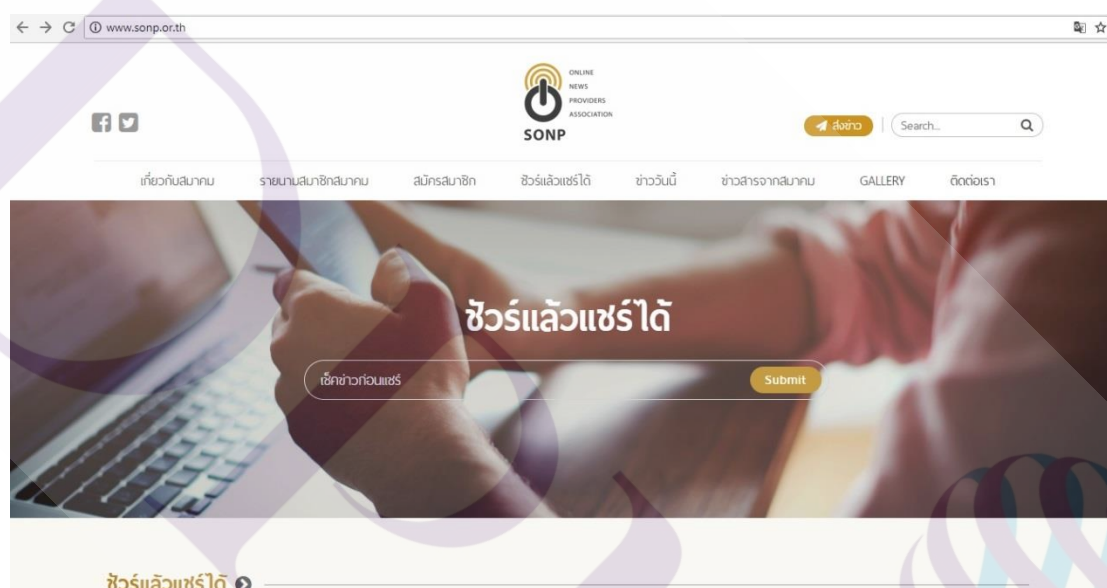 www.sonp.or.th
ONLINE
NEWS
PROVIDERS
ASSOCIATION
SONP
ส่งข่าว
Search...
เกี่ยวกับสมาคม รายนามสมาชิกสมาคม สมัครสมาชิก ชัวร์แล้วแชร์ได้ ข่าววันนี้ ข่าวสารจากสมาคม GALLERY ติดต่อเรา
ชัวร์แล้วแชร์ได้
เช็คข่าวก่อนแชร์
Submit
ชัวร์แล้วแชร์ได้